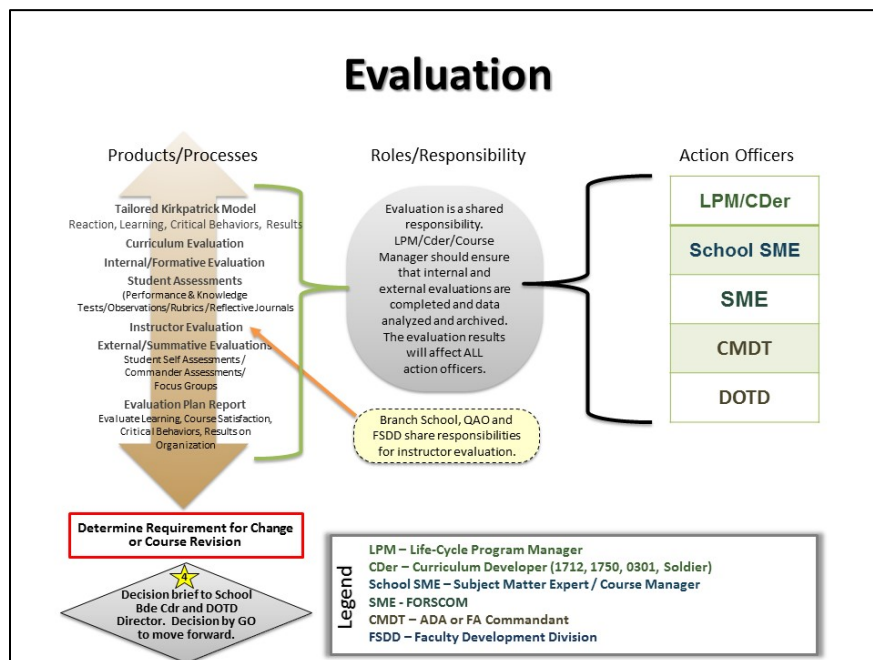 Evaluation
Products/Processes
Tailored Kirkpatrick Model
Reaction, Learning, Critical Behaviors, Results
Curriculum Evaluation
Internal/Formative Evaluation
Student Assessments
(Performance & Knowledge
Tests/Observations/Rubrics/Reflective Journals
Instructor Evaluation
External/Summative Evaluations
Student Self Assessments/
Commander Assessments/
Focus Groups
Evaluation Plan Report
Evaluate Learning, Course Satisfaction,
Critical Behaviors, Results on
Organization
Roles/Responsibility
Evaluation is a shared
responsibility.
LPM/Cder/Course
Manager should ensure
that internal and
external evaluations are
completed and data
analyzed and archived.
The evaluation results
will affect ALL
action officers.
Branch School, QAO and
FSDD share responsibilities
for instructor evaluation.
Action Officers
LPM/CDer
School SME
SME
CMDT
DOTD
Determine Requirement for Change
or Course Revision
4
Decision brief to School
Bde Cdr and DOTD
Director. Decision by GO
to move forward.
Legend
LPM – Life-Cycle Program Manager
CDer – Curriculum Developer (1712, 1750, 0301, Soldier)
School SME – Subject Matter Expert / Course Manager
SME - FORSCOM
CMDT – ADA or FA Commandant
FSDD – Faculty Development Division